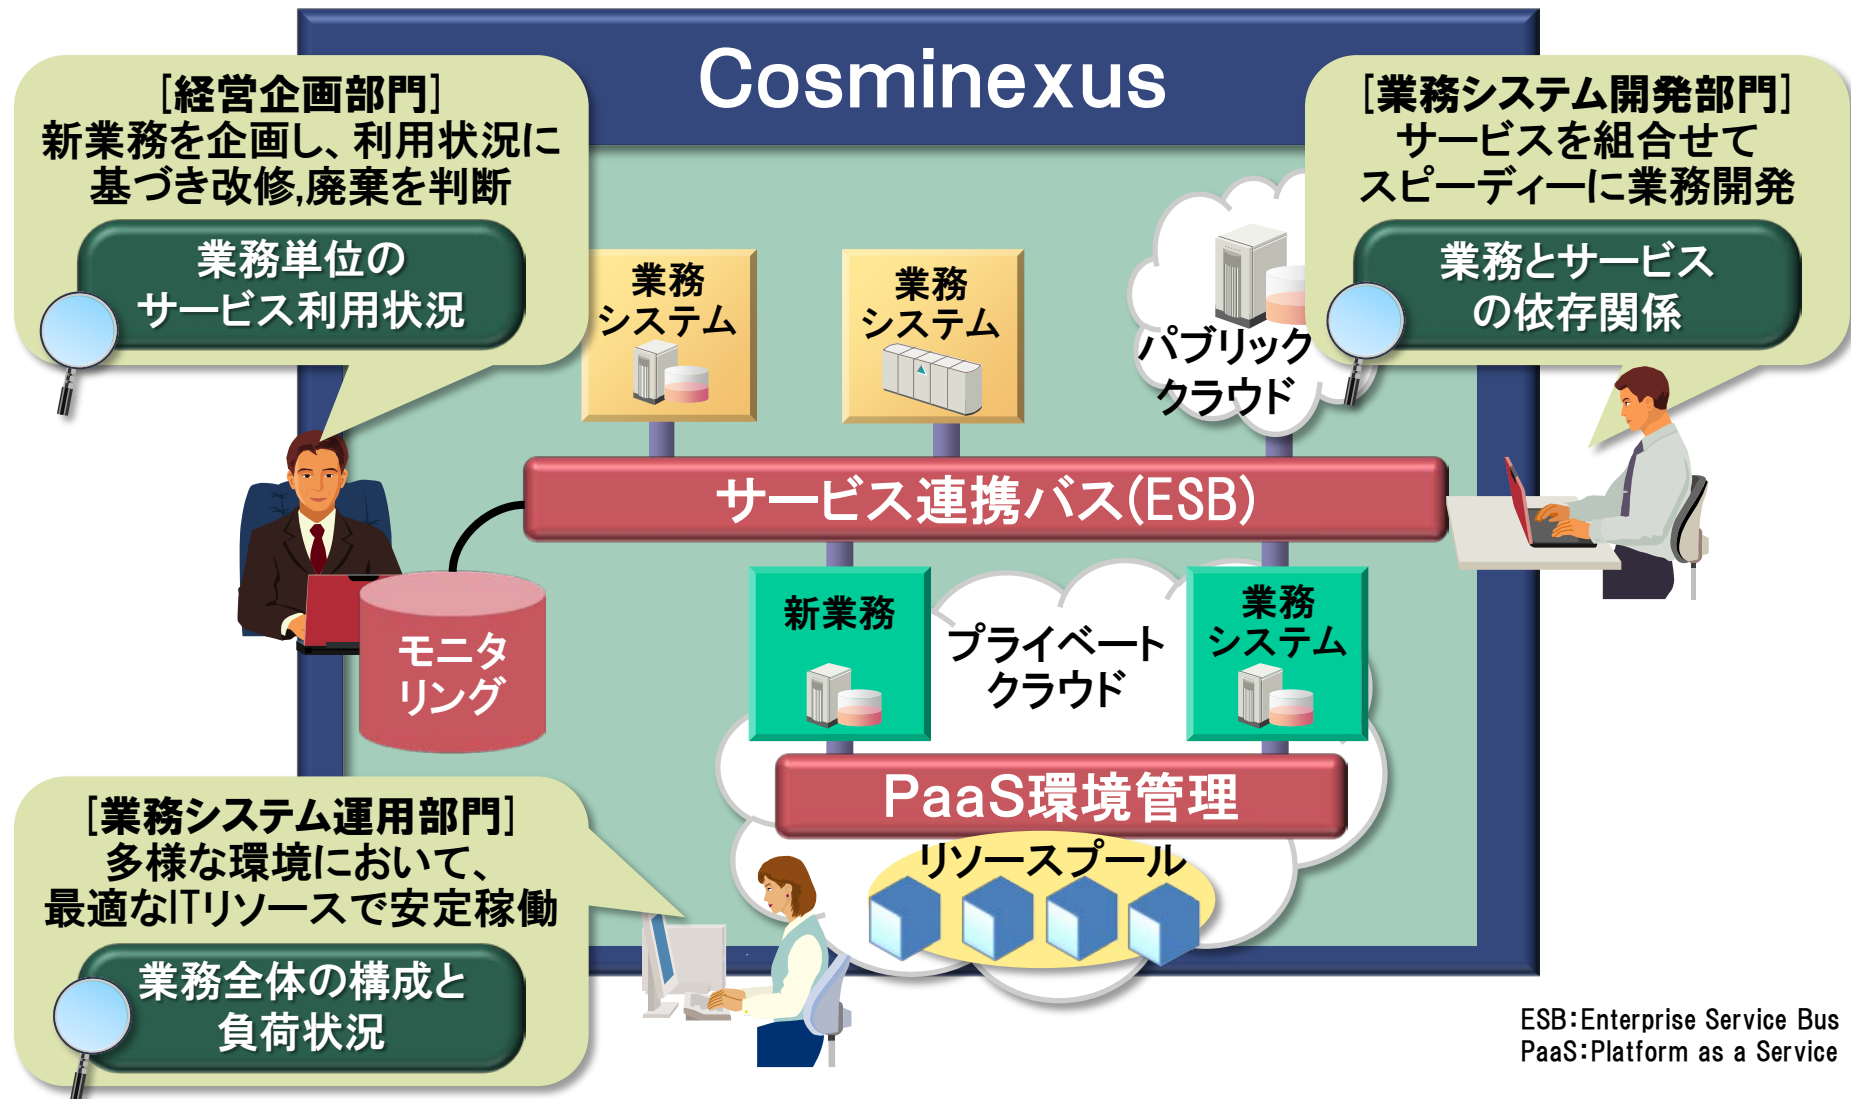 Cosminexus
[経営企画部門]
新業務を企画し、利用状況に
基づき改修,廃棄を判断
業務単位の
サービス利用状況
[業務システム開発部門]
サービスを組合せて
スピーディーに業務開発
業務とサービス
の依存関係
業務
システム
業務
システム
パブリック
クラウド
サービス連携バス(ESB)
モニタ
リング
新業務
プライベート
クラウド
業務
システム
PaaS環境管理
リソースプール
[業務システム運用部門]
多様な環境において、
最適なITリソースで安定稼働
業務全体の構成と
負荷状況
ESB:Enterprise Service Bus
PaaS:Platform as a Service